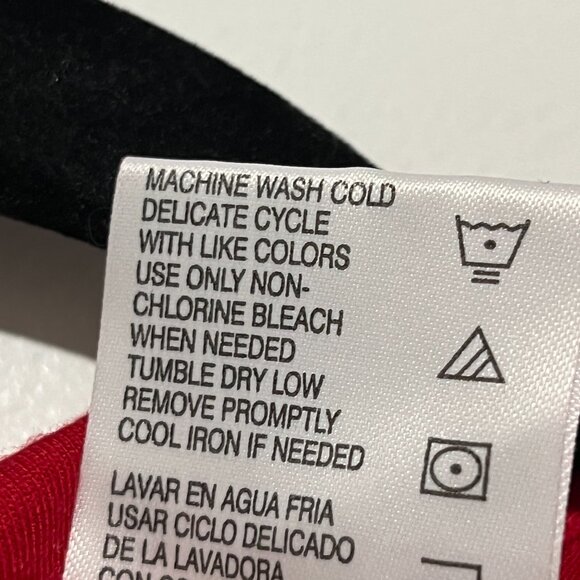 MACHINE WASH COLD
DELICATE CYCLE
WITH LIKE COLORS
USE ONLY NON-
CHLORINE BLEACH
WHEN NEEDED
TUMBLE DRY LOW
REMOVE PROMPTLY
COOL IRON IF NEEDED
LAVAR EN AGUA FRIA
USAR CICLO DELICADO
DE LA LAVADORA